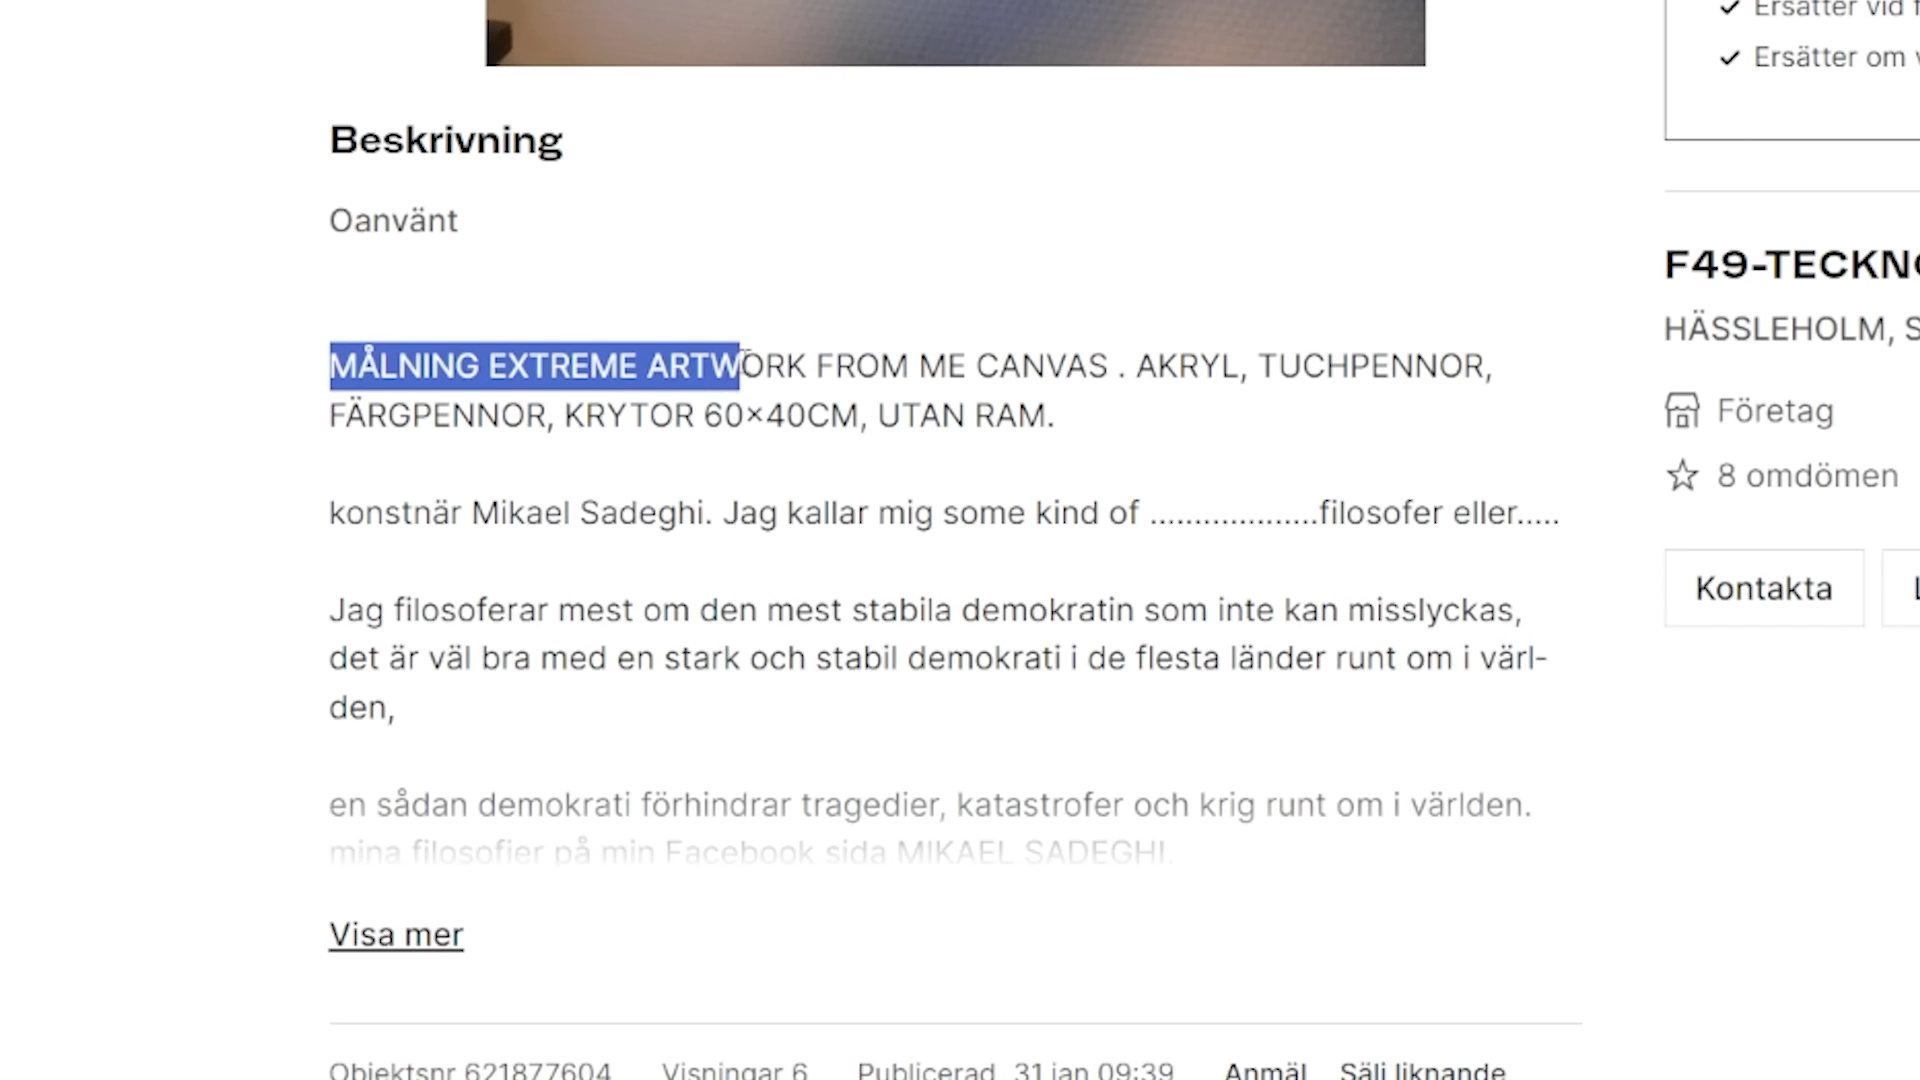 Ersätter vid
Ersätter om
Beskrivning
Oanvänt
MÅLNING EXTREME ARTWORK FROM ME CANVAS . AKRYL, TUCHPENNOR,
FÄRGPENNOR, KRYTOR 60×40CM, UTAN RAM.
konstnär Mikael Sadeghi. Jag kallar mig some kind of ...................filosofer eller.....
Jag filosoferar mest om den mest stabila demokratin som inte kan misslyckas,
det är väl bra med en stark och stabil demokrati i de flesta länder runt om i värl-
den,
en sådan demokrati förhindrar tragedier, katastrofer och krig runt om i världen.
mina filosofier på min Facebook sida MIKAEL SADEGHI.
Visa mer
Objektsnr 621877604 Visningar 6 Publicerad 31 jan 09:39 Anmäl Sälj liknande
F49-TECKN
HÄSSLEHOLM, S
Företag
8 omdömen
Kontakta